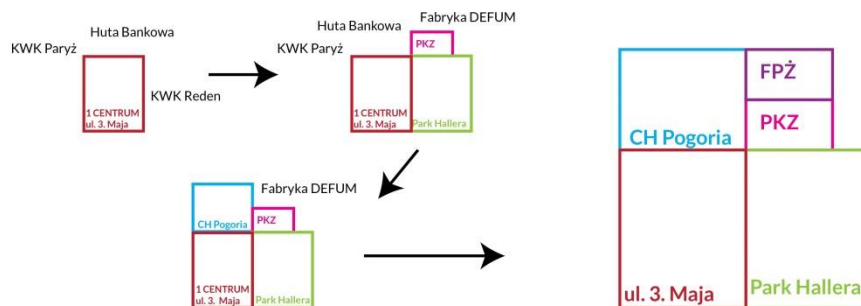 Huta Bankowa
KWK Paryż
KWK Reden
1 CENTRUM
ul. 3. Maja
Fabryka DEFUM
Huta Bankowa
PKZ
KWK Paryż
1 CENTRUM
ul. 3. Maja
Park Hallera
Fabryka DEFUM
CH Pogoria
PKZ
1 CENTRUM
ul. 3. Maja
Park Hallera
FPŻ
PKZ
CH Pogoria
ul. 3. Maja
Park Hallera